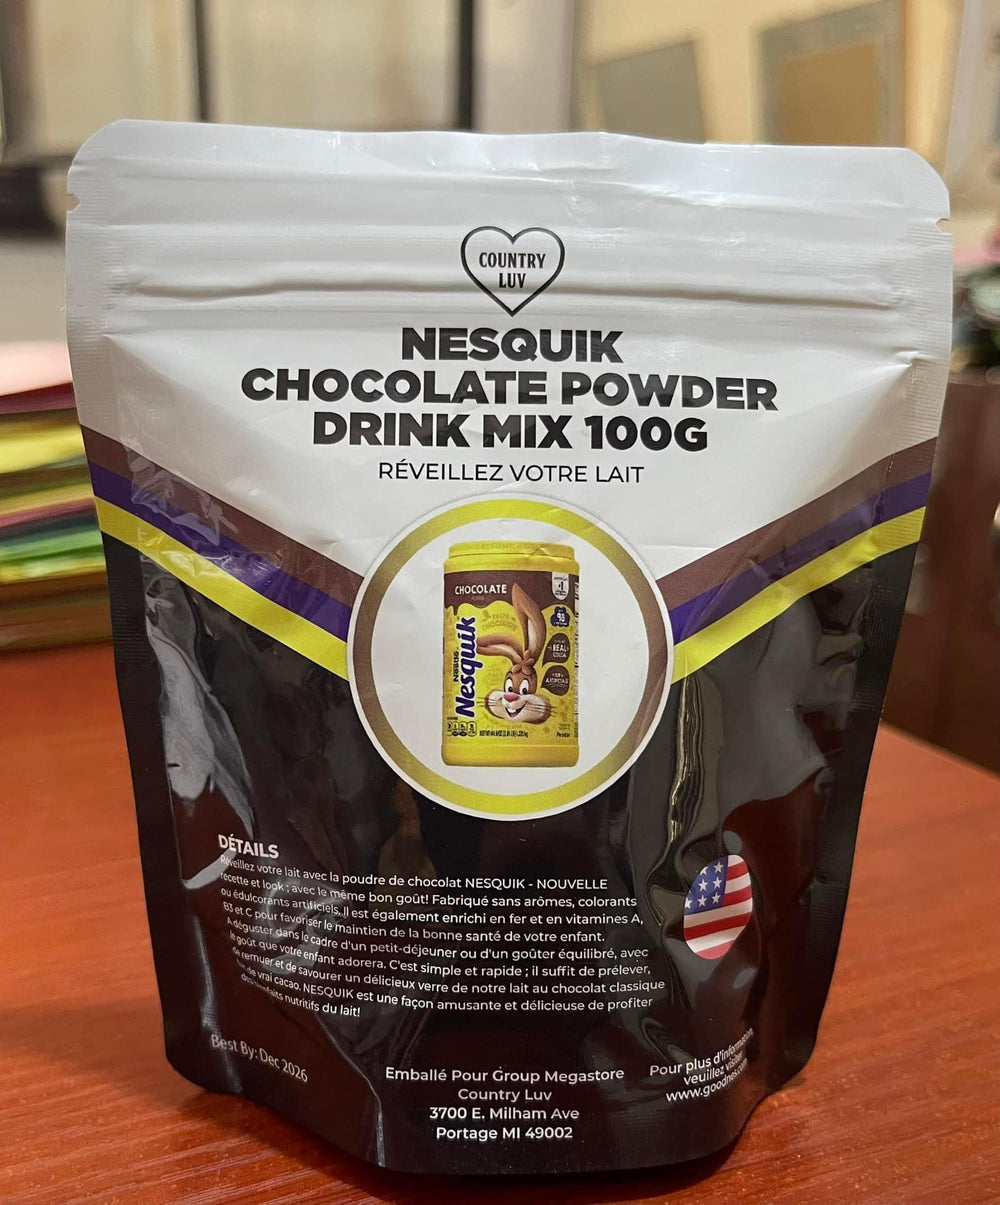 COUNTRY
LUV
NESQUIK
CHOCOLATE POWDER
DRINK MIX 100G
RÉVEILLEZ VOTRE LAIT
CHOCOLATE
Nesquik
REAL
COCOA
DÉTAILS
Réveillez votre lait avec la poudre de chocolat NESQUIK - NOUVELLE
recette et look ; avec le même bon goût! Fabriqué sans arômes, colorants
ou édulcorants artificiels. Il est également enrichi en fer et en vitamines A,
B3 et C pour favoriser le maintien de la bonne santé de votre enfant.
A déguster dans le cadre d'un petit-déjeuner ou d'un goûter équilibré, avec
goût que votre enfant adorera. C'est simple et rapide ; il suffit de prélever,
de remuer et de savourer un délicieux verre de notre lait au chocolat classique
de vrai cacao. NESQUIK est une façon amusante et délicieuse de profiter
nutritifs du lait!
Best By: Dec 2026
Emballé Pour Group Megastore
Country Luv
3700 E. Milham Ave
Portage MI 49002
Pour plus d'information,
veuillez visiter